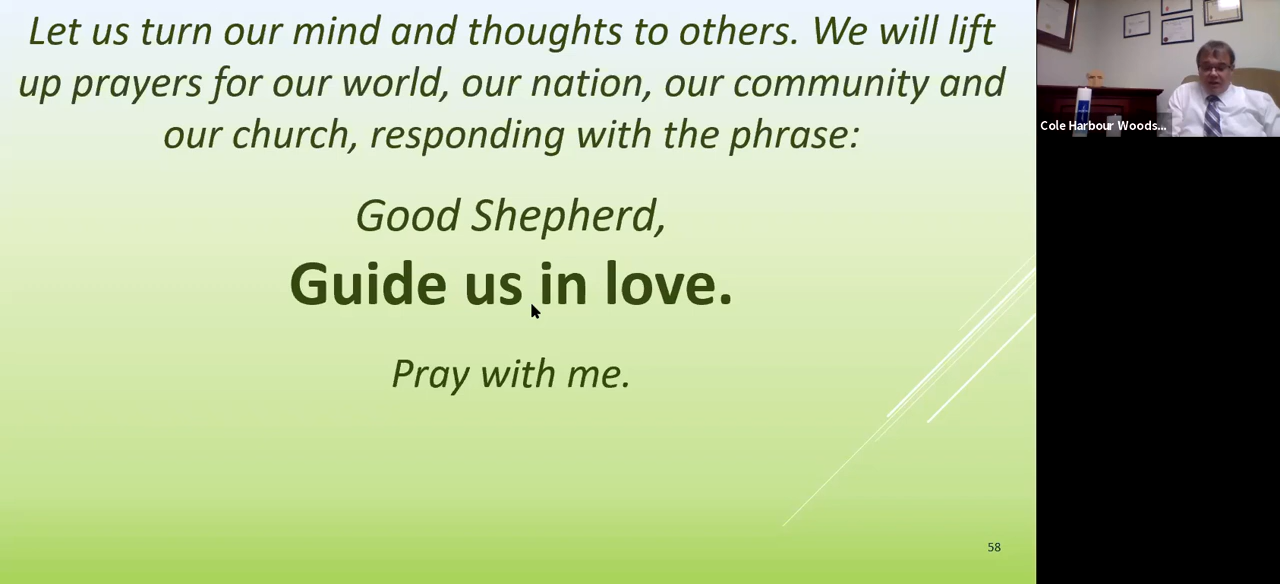 Let us turn our mind and thoughts to others. We will lift
up prayers for our world, our nation, our community and
our church, responding with the phrase:
Good Shepherd,
Guide us in love.
Pray with me.
58
Cole Harbour Woods...